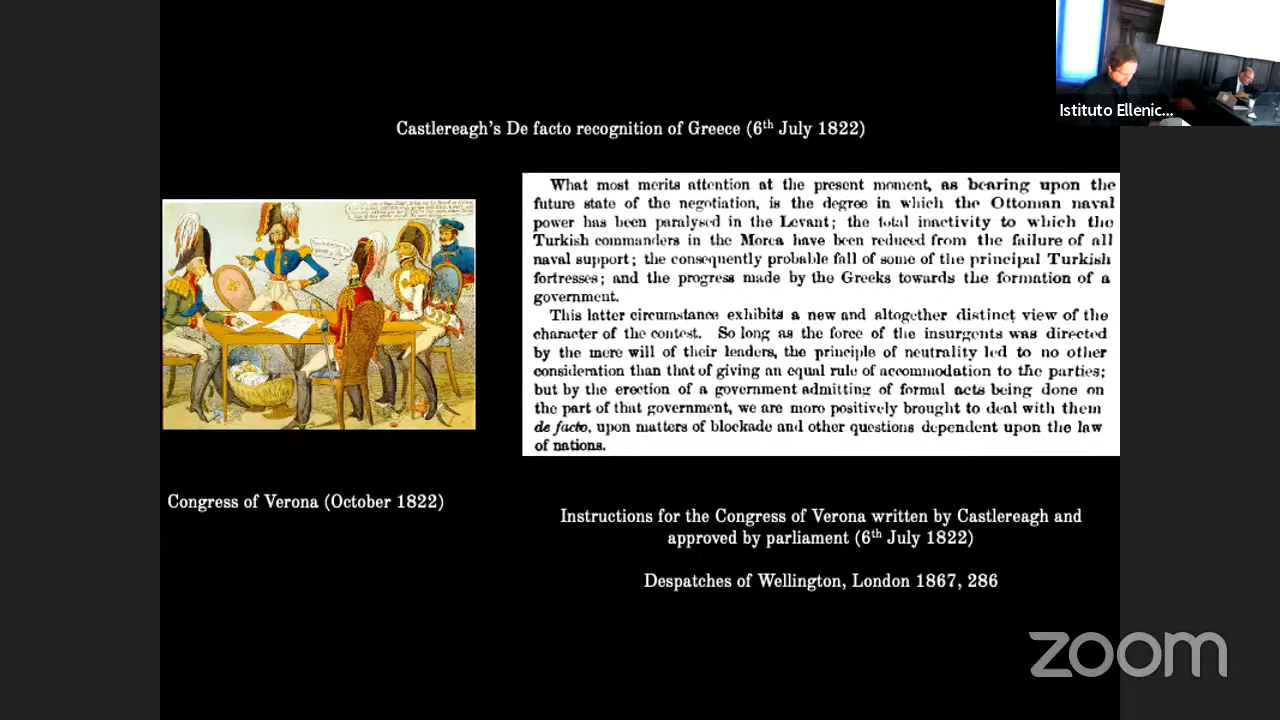 Istituto Ellenic...
Castlereagh's De facto recognition of Greece (6th July 1822)
What most merits attention at the present moment, as bearing upon the
future state of the negotiation, is the degree in which the Ottoman naval
power has been paralysed in the Levant; the total inactivity to which the
Turkish commanders in the Morea have been reduced from the failure of all
naval support; the consequently probable fall of some of the principal Turkish
fortresses; and the progress made by the Greeks towards the formation of a
government.
This latter circumstance exhibits a new and altogether distinct view of the
character of the contest. So long as the force of the insurgents was directed
by the mere will of their leaders, the principle of neutrality led to no other
consideration than that of giving an equal rule of accommodation to the parties;
but by the erection of a government admitting of formal acts being done on
the part of that government, we are more positively brought to deal with them
de facto, upon matters of blockade and other questions dependent upon the law
of nations.
Congress of Verona (October 1822)
Instructions for the Congress of Verona written by Castlereagh and
approved by parliament (6th July 1822)
Despatches of Wellington, London 1867, 286
zoom